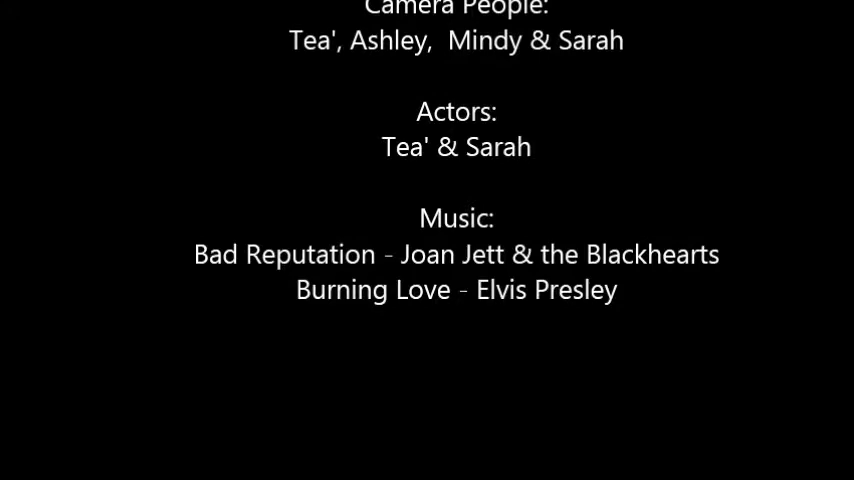 Camera People:
Tea', Ashley,  Mindy & Sarah
Actors:
Tea' & Sarah
Music:
Bad Reputation - Joan Jett & the Blackhearts
Burning Love - Elvis Presley